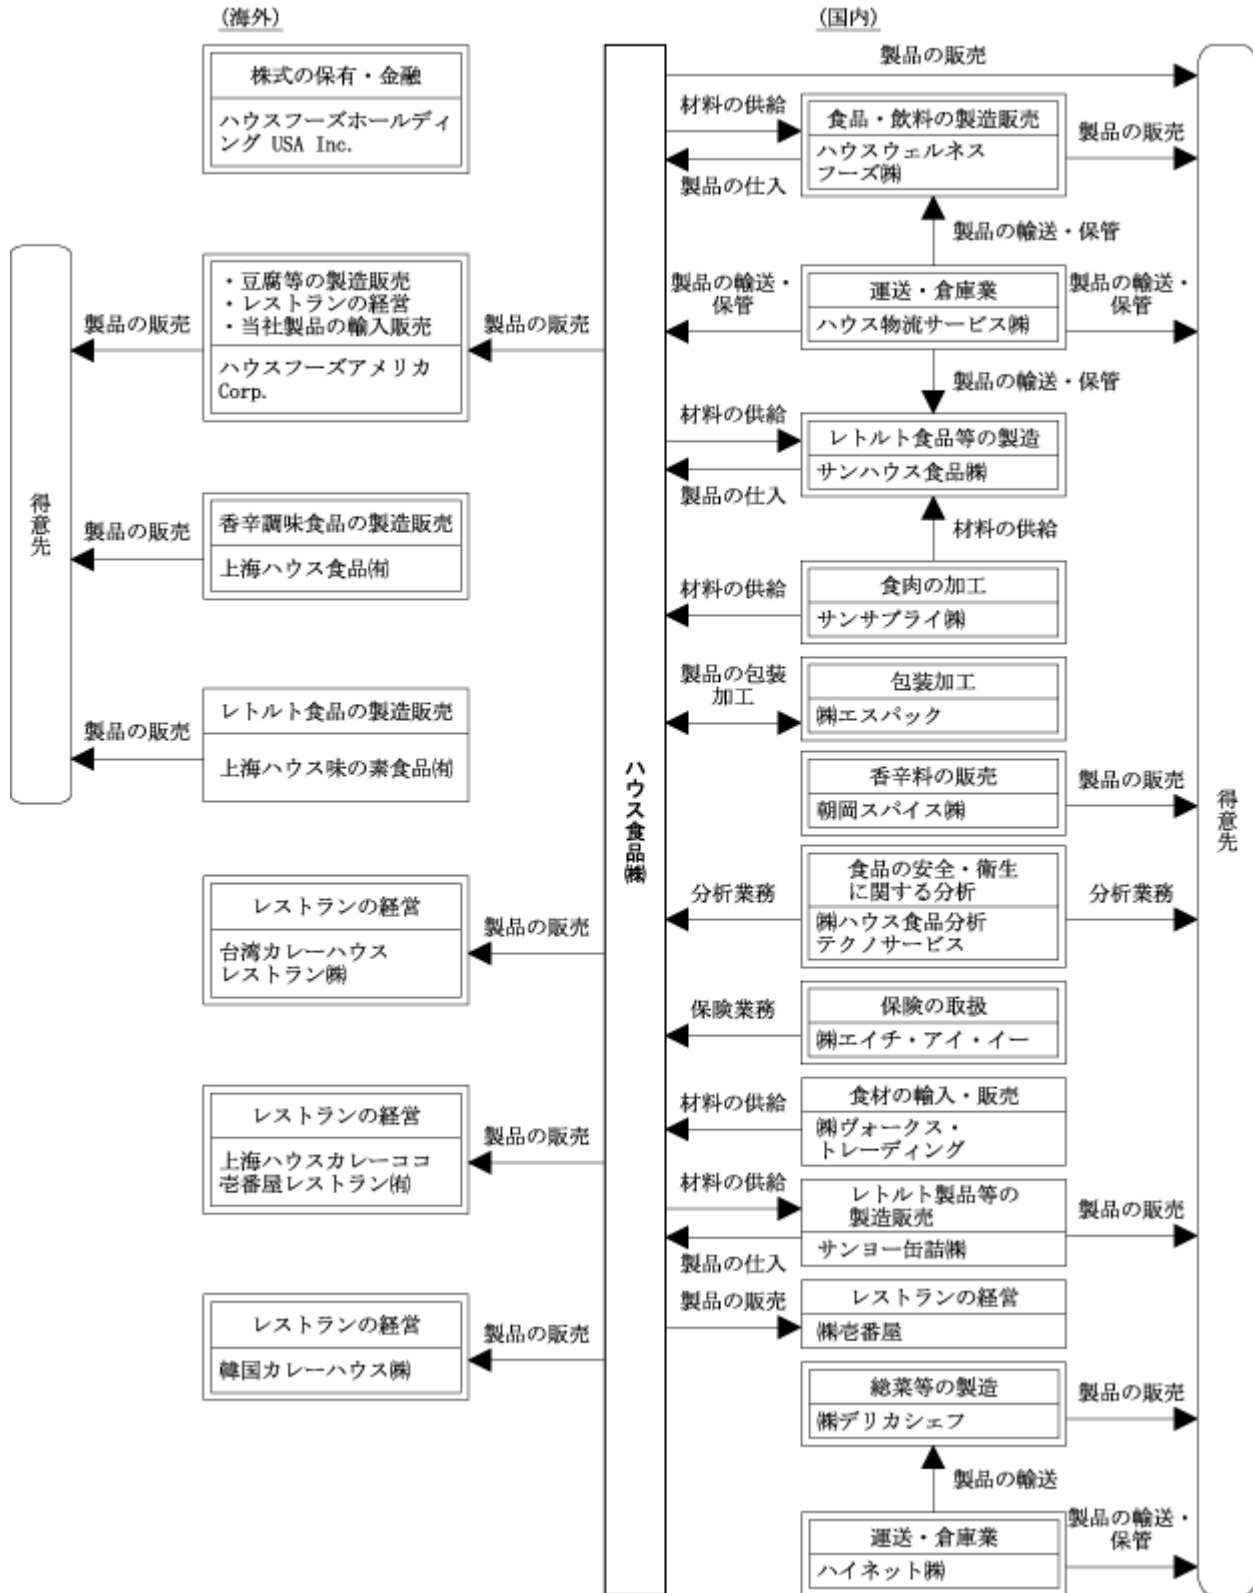 (海外)
株式の保有・金融
ハウスフーズホールディ
ング USA Inc.
・豆腐等の製造販売
・レストランの経営
・当社製品の輸入販売
ハウスフーズアメリカ
Corp.
製品の販売
製品の販売
香辛調味食品の製造販売
上海ハウス食品㈲
製品の販売
得意先
レトルト食品の製造販売
上海ハウス味の素食品㈲
製品の販売
レストランの経営
台湾カレーハウス
レストラン㈱
製品の販売
レストランの経営
上海ハウスカレーココ
壱番屋レストラン㈲
製品の販売
レストランの経営
韓国カレーハウス㈱
製品の販売
ハウス食品㈱
(国内)
製品の販売
材料の供給
製品の仕入
食品・飲料の製造販売
ハウスウェルネス
フーズ㈱
製品の販売
製品の輸送・保管
製品の輸送・
保管
運送・倉庫業
ハウス物流サービス㈱
製品の輸送・
保管
製品の輸送・保管
材料の供給
製品の仕入
レトルト食品等の製造
サンハウス食品㈱
材料の供給
材料の供給
食肉の加工
サンサプライ㈱
製品の包装
加工
包装加工
㈱エスパック
香辛料の販売
朝岡スパイス㈱
製品の販売
得意先
分析業務
食品の安全・衛生
に関する分析
㈱ハウス食品分析
テクノサービス
分析業務
保険業務
保険の取扱
㈱エイチ・アイ・イー
材料の供給
食材の輸入・販売
㈱ヴォークス・
トレーディング
材料の供給
製品の仕入
レトルト製品等の
製造販売
サンヨー缶詰㈱
製品の販売
製品の販売
レストランの経営
㈱壱番屋
総菜等の製造
㈱デリカシェフ
製品の販売
製品の輸送
運送・倉庫業
ハイネット㈱
製品の輸送・
保管